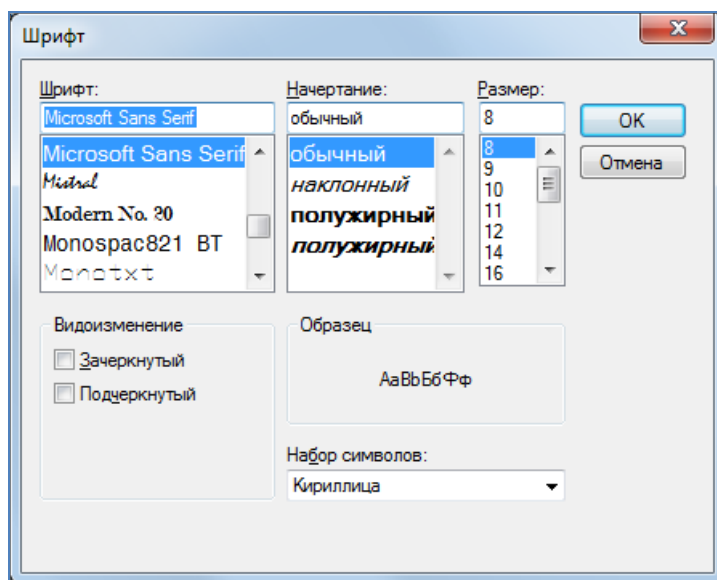 Шрифт
Шрифт:
Microsoft Sans Serif
Microsoft Sans Serif
Mistral
Modern No. 20
Monospac821 BT
Monotxt
Начертание:
обычный
обычный
наклонный
полужирный
полужирный
Размер:
8
8
9
10
11
12
14
16
OK
Отмена
Видоизменение
Зачеркнутый
Подчеркнутый
Образец
АаBbБбФф
Набор символов:
Кириллица